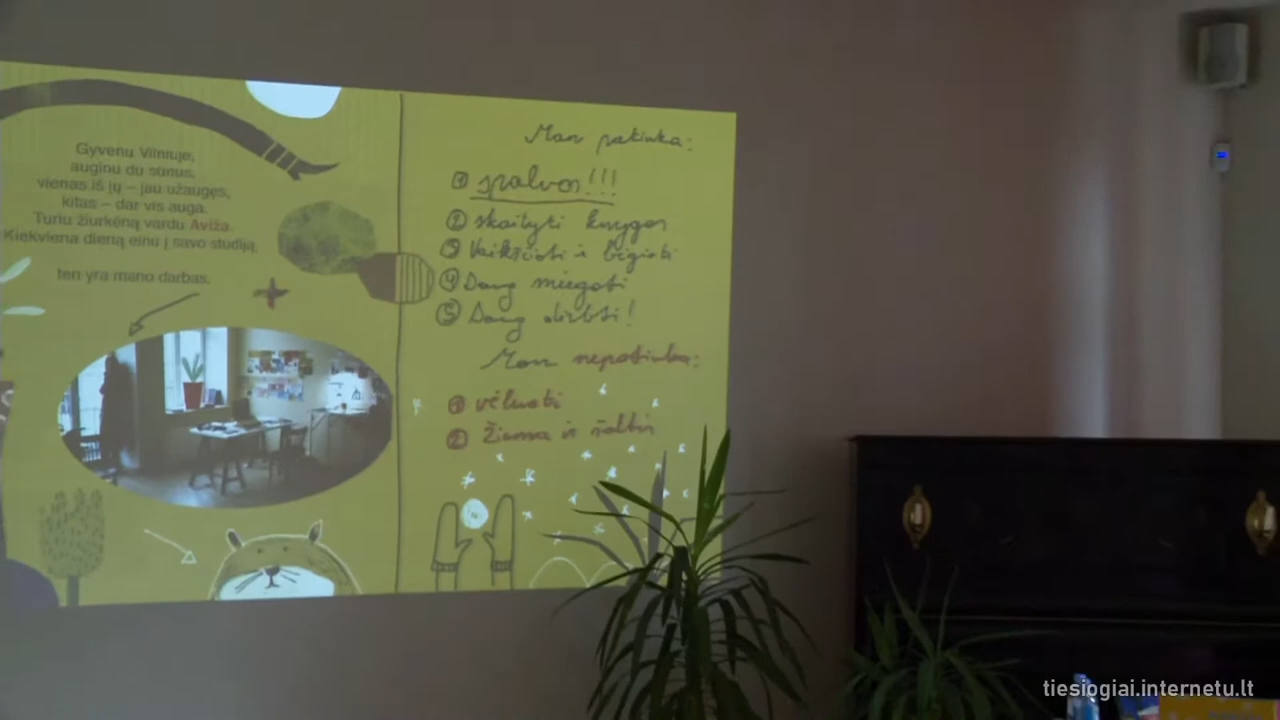 Gyvenu Vilniuje,
auginu du sūnus,
vienas iš jų – jau užaugęs,
kitas – dar vis auga.
Turiu žiurkėną vardu Aviža.
Kiekvieną dieną einu į savo studiją,
ten yra mano darbas.
Man patinka:
① spalvos!!!
② skaityti knygas
③ Vaikščioti ir bėgioti
④ Daug miegoti
⑤ Daug dirbti!
Man nepatinka:
① vėluoti
② Žiema ir šaltis
tiesiogiai.internetu.lt